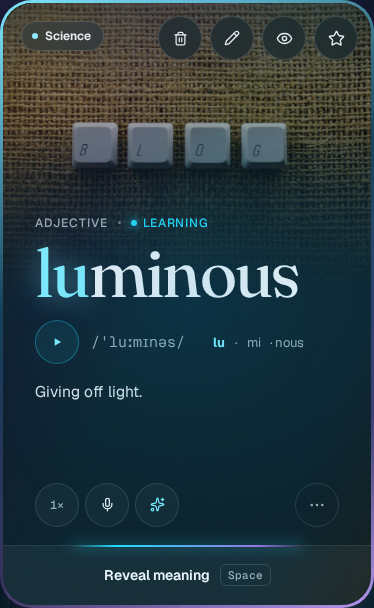 Science
B L O G
ADJECTIVE • LEARNING
luminous
/ˈluːmɪnəs/ lu · mi · nous
Giving off light.
1×
Reveal meaning Space